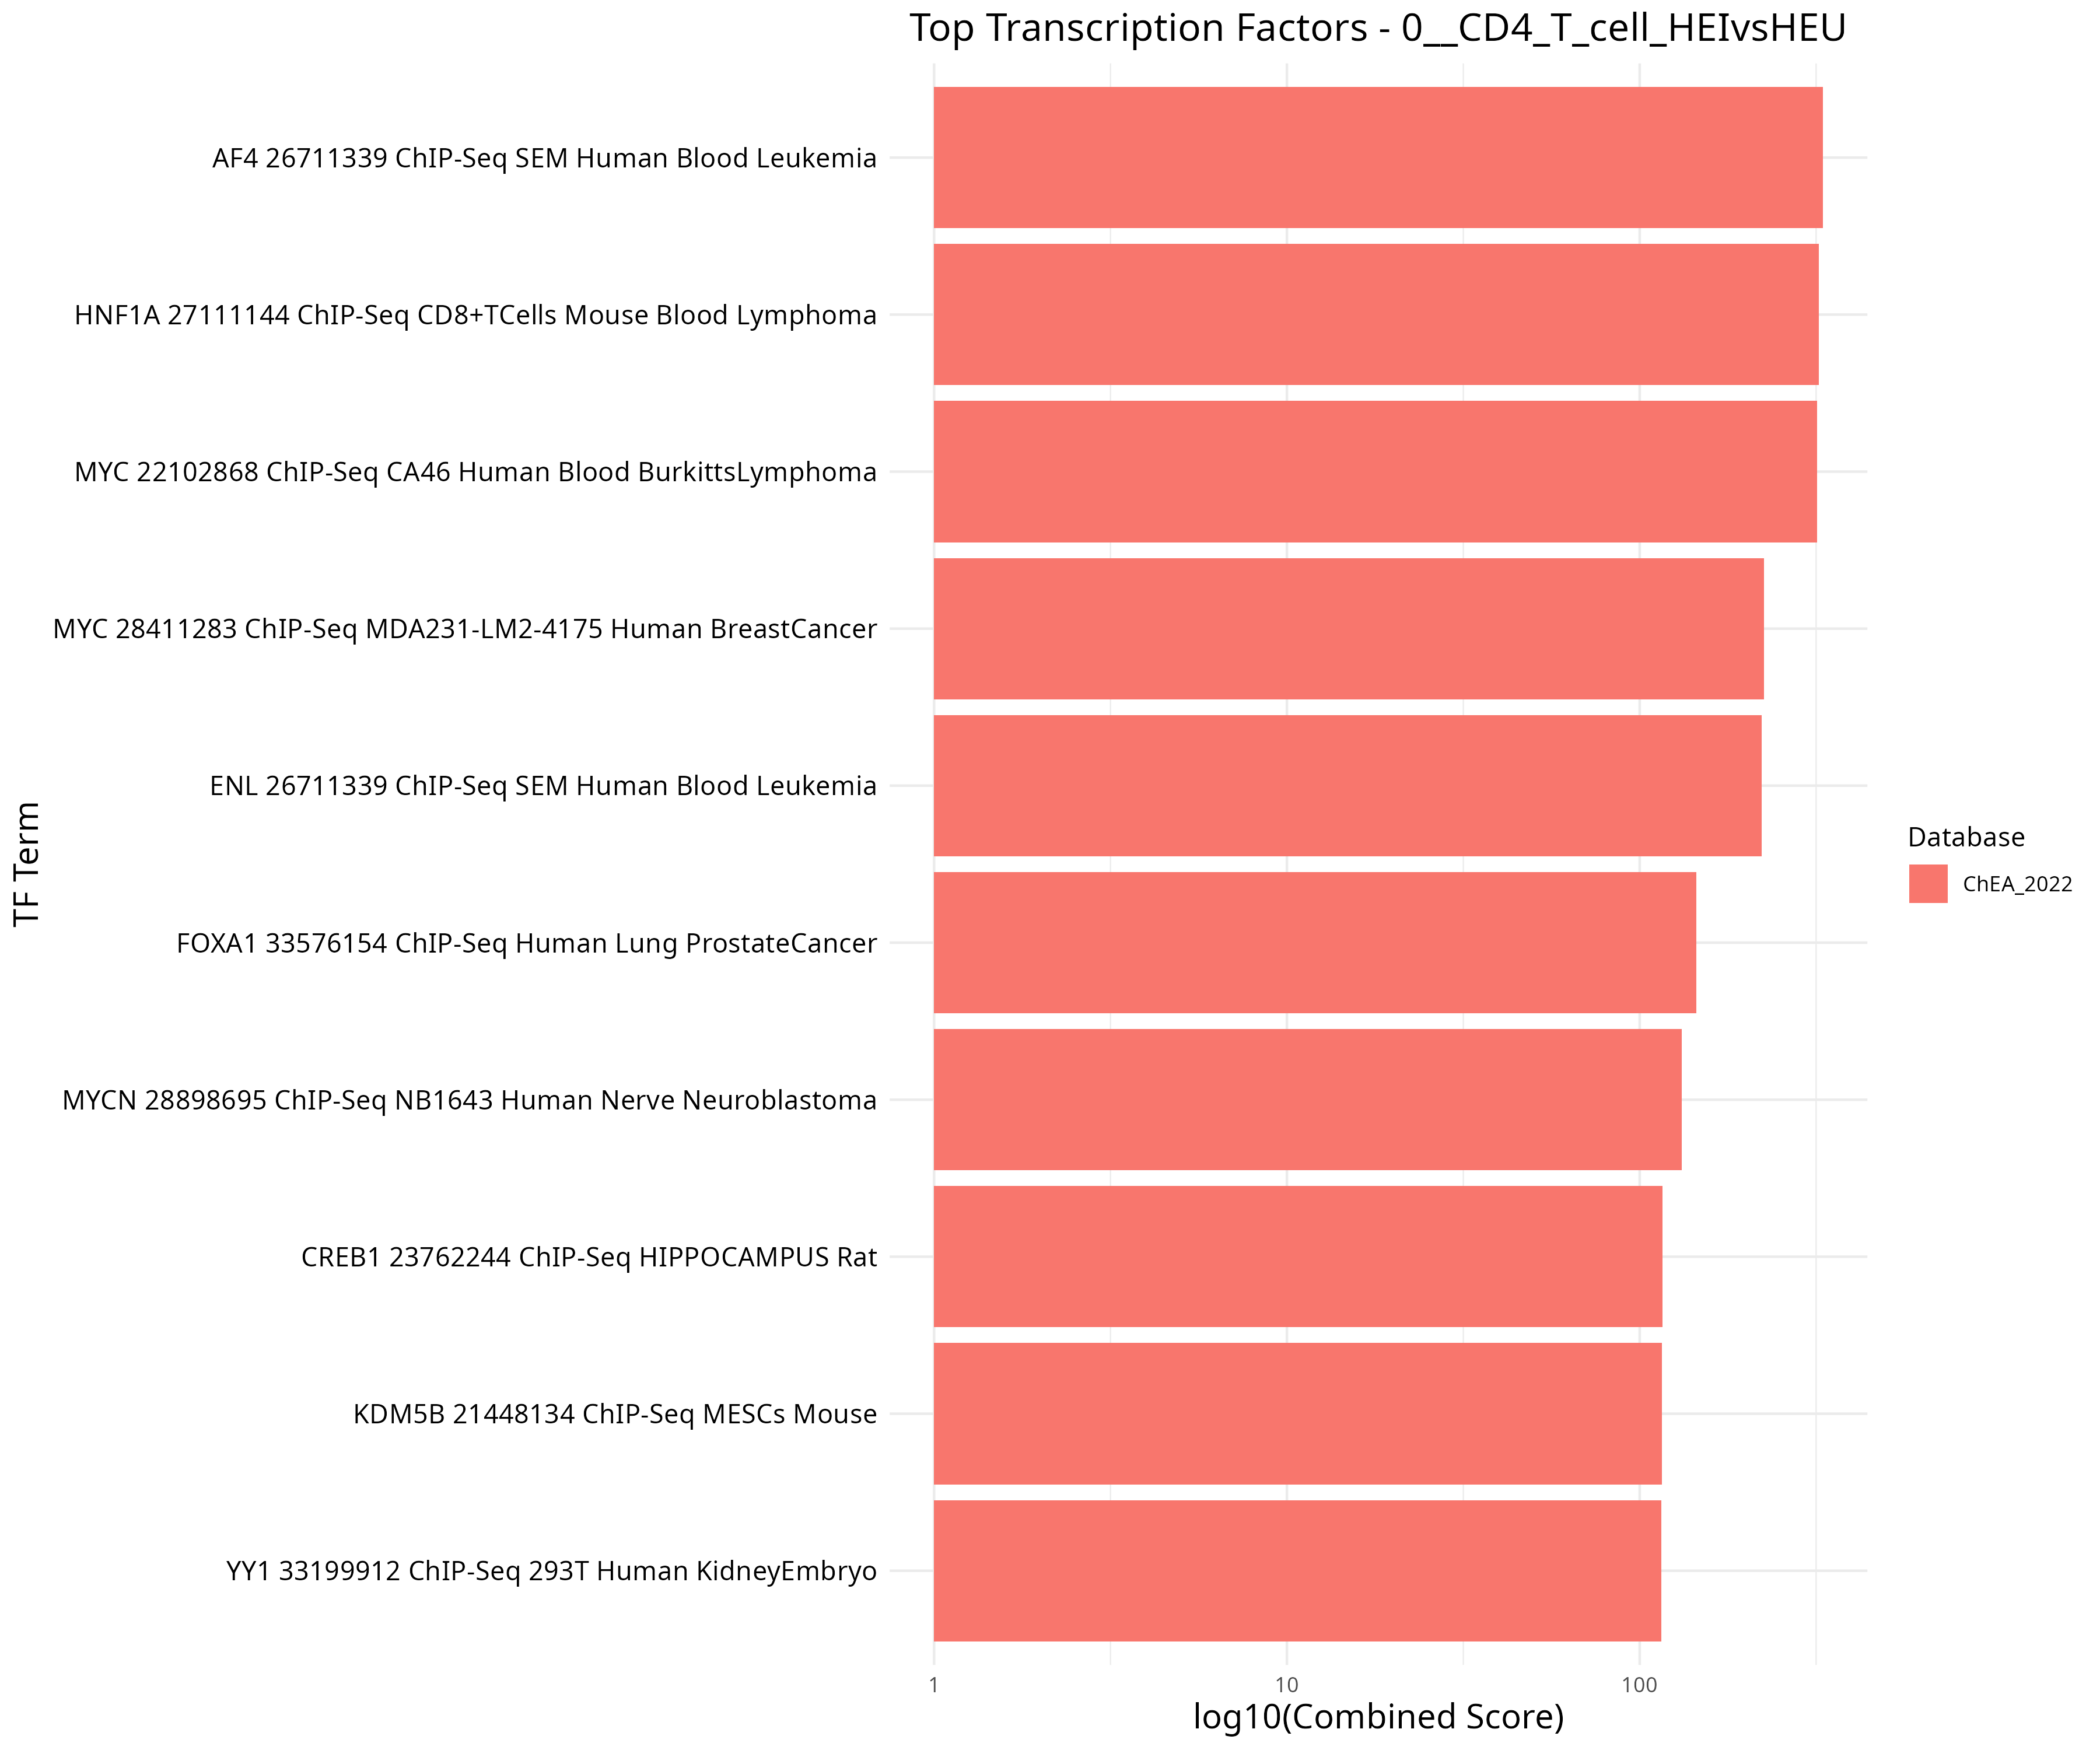 Top Transcription Factors - 0__CD4_T_cell_HEIvsHEU
AF4 26711339 ChIP-Seq SEM Human Blood Leukemia
HNF1A 27111144 ChIP-Seq CD8+TCells Mouse Blood Lymphoma
MYC 22102868 ChIP-Seq CA46 Human Blood BurkittsLymphoma
MYC 28411283 ChIP-Seq MDA231-LM2-4175 Human BreastCancer
ENL 26711339 ChIP-Seq SEM Human Blood Leukemia
FOXA1 33576154 ChIP-Seq Human Lung ProstateCancer
MYCN 28898695 ChIP-Seq NB1643 Human Nerve Neuroblastoma
CREB1 23762244 ChIP-Seq HIPPOCAMPUS Rat
KDM5B 21448134 ChIP-Seq MESCs Mouse
YY1 33199912 ChIP-Seq 293T Human KidneyEmbryo
TF Term
1 10 100
log10(Combined Score)
Database
ChEA_2022